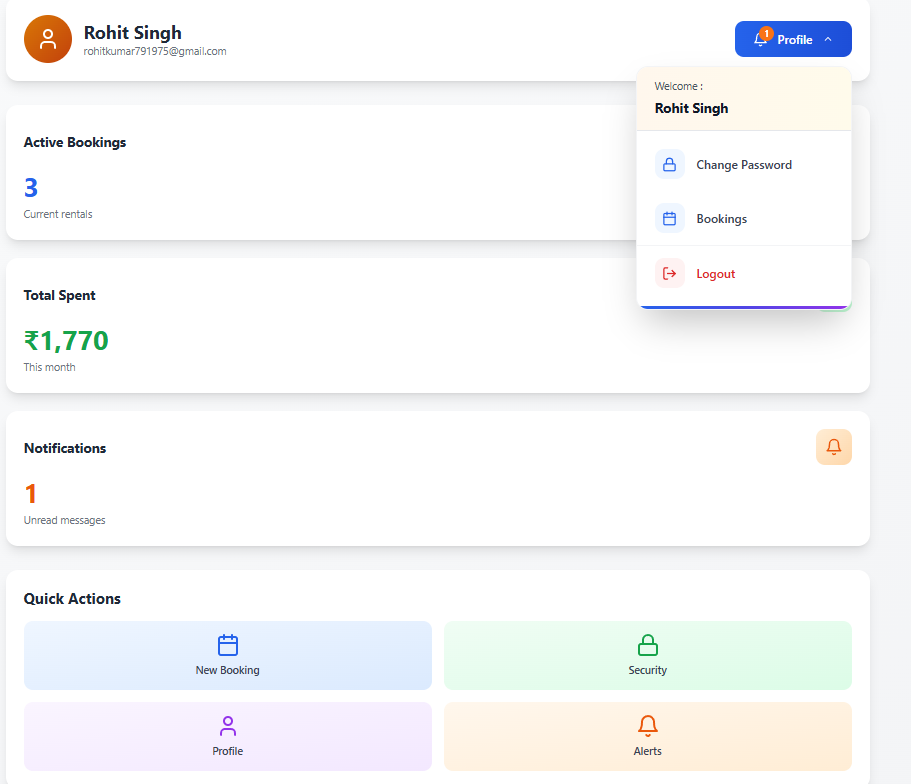 Rohit Singh
rohitkumar791975@gmail.com
1
Profile
Welcome :
Rohit Singh
Change Password
Bookings
Logout
Active Bookings
3
Current rentals
Total Spent
₹1,770
This month
Notifications
1
Unread messages
Quick Actions
New Booking
Security
Profile
Alerts